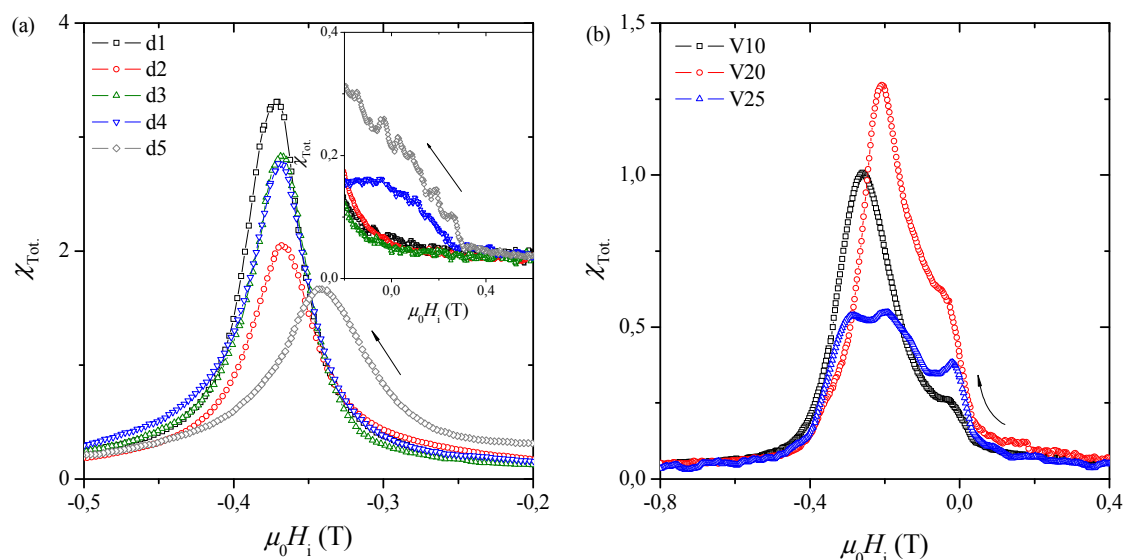 (a)
4
2
0
χTot.
d1
d2
d3
d4
d5
-0,5
-0,4
-0,3
-0,2
μ0Hi (T)
0,4
0,2
0,0
χTot.
0,0
0,4
μ0Hi (T)
(b)
1,5
1,0
0,5
0,0
χTot.
V10
V20
V25
-0,8
-0,4
0,0
0,4
μ0Hi (T)